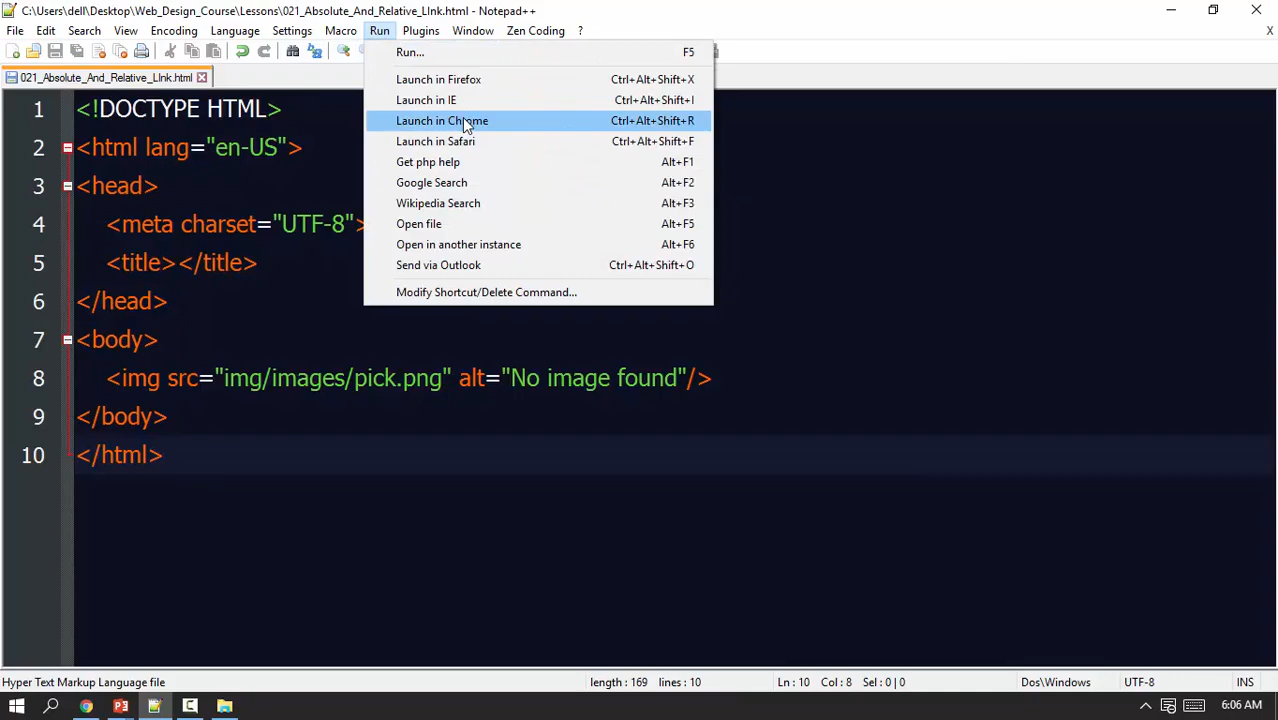 C:\Users\dell\Desktop\Web_Design_Course\Lessons\021_Absolute_And_Relative_LInk.html - Notepad++
File Edit Search View Encoding Language Settings Macro Run Plugins Window Zen Coding ? X
021_Absolute_And_Relative_LInk.html
Run... F5
Launch in Firefox Ctrl+Alt+Shift+X
Launch in IE Ctrl+Alt+Shift+I
Launch in Chrome Ctrl+Alt+Shift+R
Launch in Safari Ctrl+Alt+Shift+F
Get php help Alt+F1
Google Search Alt+F2
Wikipedia Search Alt+F3
Open file Alt+F5
Open in another instance Alt+F6
Send via Outlook Ctrl+Alt+Shift+O
Modify Shortcut/Delete Command...
1 <!DOCTYPE HTML>
2 <html lang="en-US">
3 <head>
4 <meta charset="UTF-8">
5 <title></title>
6 </head>
7 <body>
8 <img src="img/images/pick.png" alt="No image found"/>
9 </body>
10 </html>
Hyper Text Markup Language file length : 169 lines : 10 Ln : 10 Col : 8 Sel : 0 | 0 Dos\Windows UTF-8 INS
6:06 AM